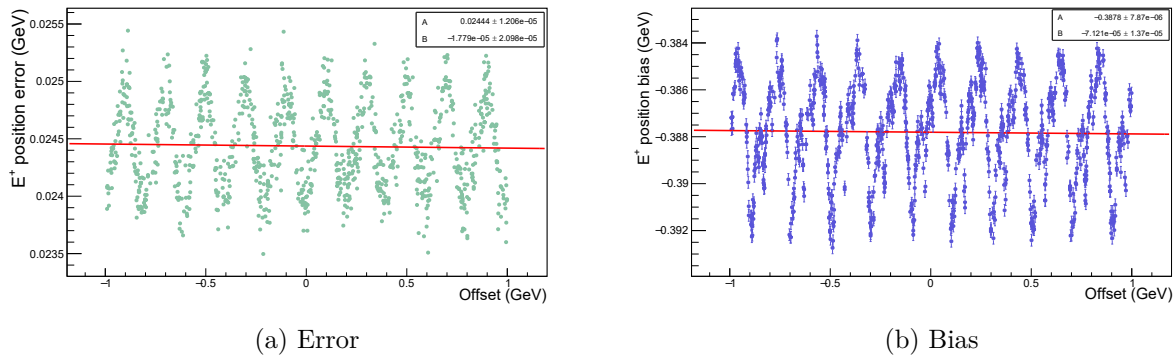 E+ position error (GeV)
0.0255
0.025
0.0245
0.024
0.0235
A 0.02444 ± 1.206e−05
B −1.779e−05 ± 2.098e−05
−1 −0.5 0 0.5 1
Offset (GeV)
(a) Error
E+ position bias (GeV)
−0.384
−0.386
−0.388
−0.39
−0.392
A −0.3878 ± 7.87e−06
B −7.121e−05 ± 1.37e−05
−1 −0.5 0 0.5 1
Offset (GeV)
(b) Bias